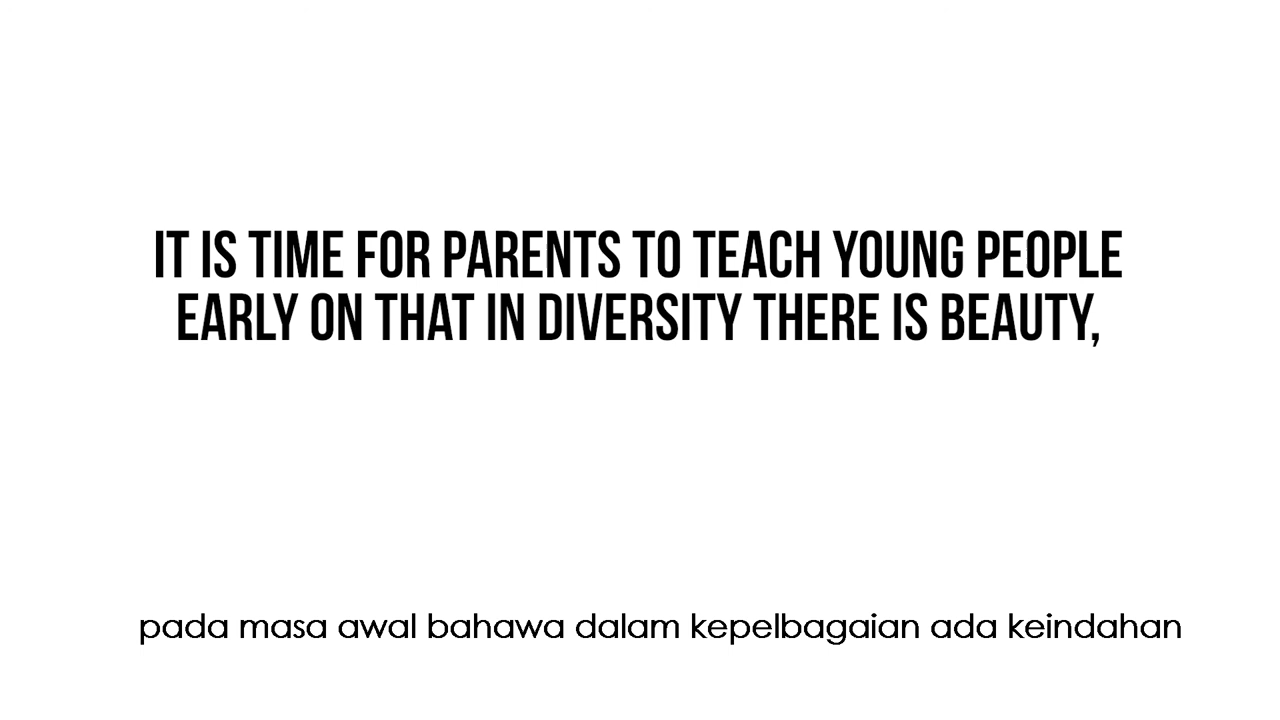 IT IS TIME FOR PARENTS TO TEACH YOUNG PEOPLE
EARLY ON THAT IN DIVERSITY THERE IS BEAUTY,
pada masa awal bahawa dalam kepelbagaian ada keindahan